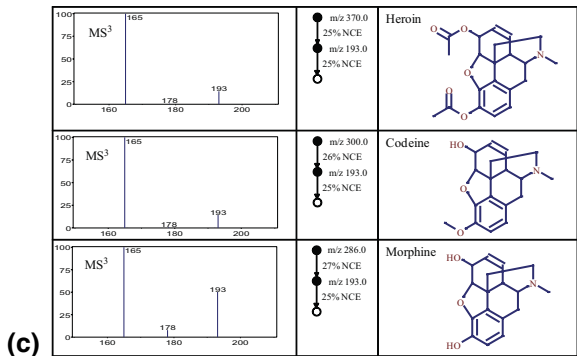 100
75
50
25
0
MS³
165
178
193
160
180
200
m/z 370.0
25% NCE
m/z 193.0
25% NCE
Heroin
O
O
O
N
O
O
100
75
50
25
0
MS³
165
178
193
160
180
200
m/z 300.0
26% NCE
m/z 193.0
25% NCE
Codeine
HO
N
O
O
100
75
50
25
0
MS³
165
178
193
160
180
200
m/z 286.0
27% NCE
m/z 193.0
25% NCE
Morphine
HO
N
O
HO
(c)